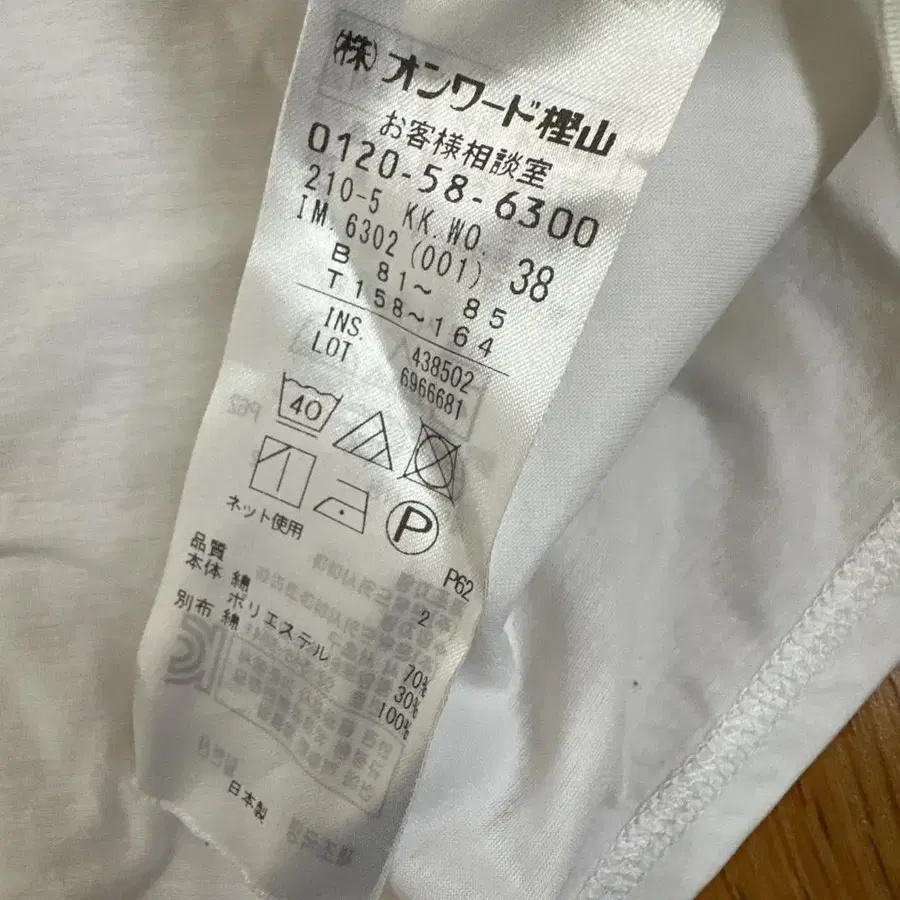 (株)オンワード樫山
お客様相談室
0120-58-6300
210-5 KK.WO.
IM. 6302 (001) 38
B 81~ 85
T 158~164
INS. 438502
LOT. 6966681
40
P
ネット使用
P62
品質 2
本体 綿 70%
ポリエステル 30%
別布 綿 100%
日本製